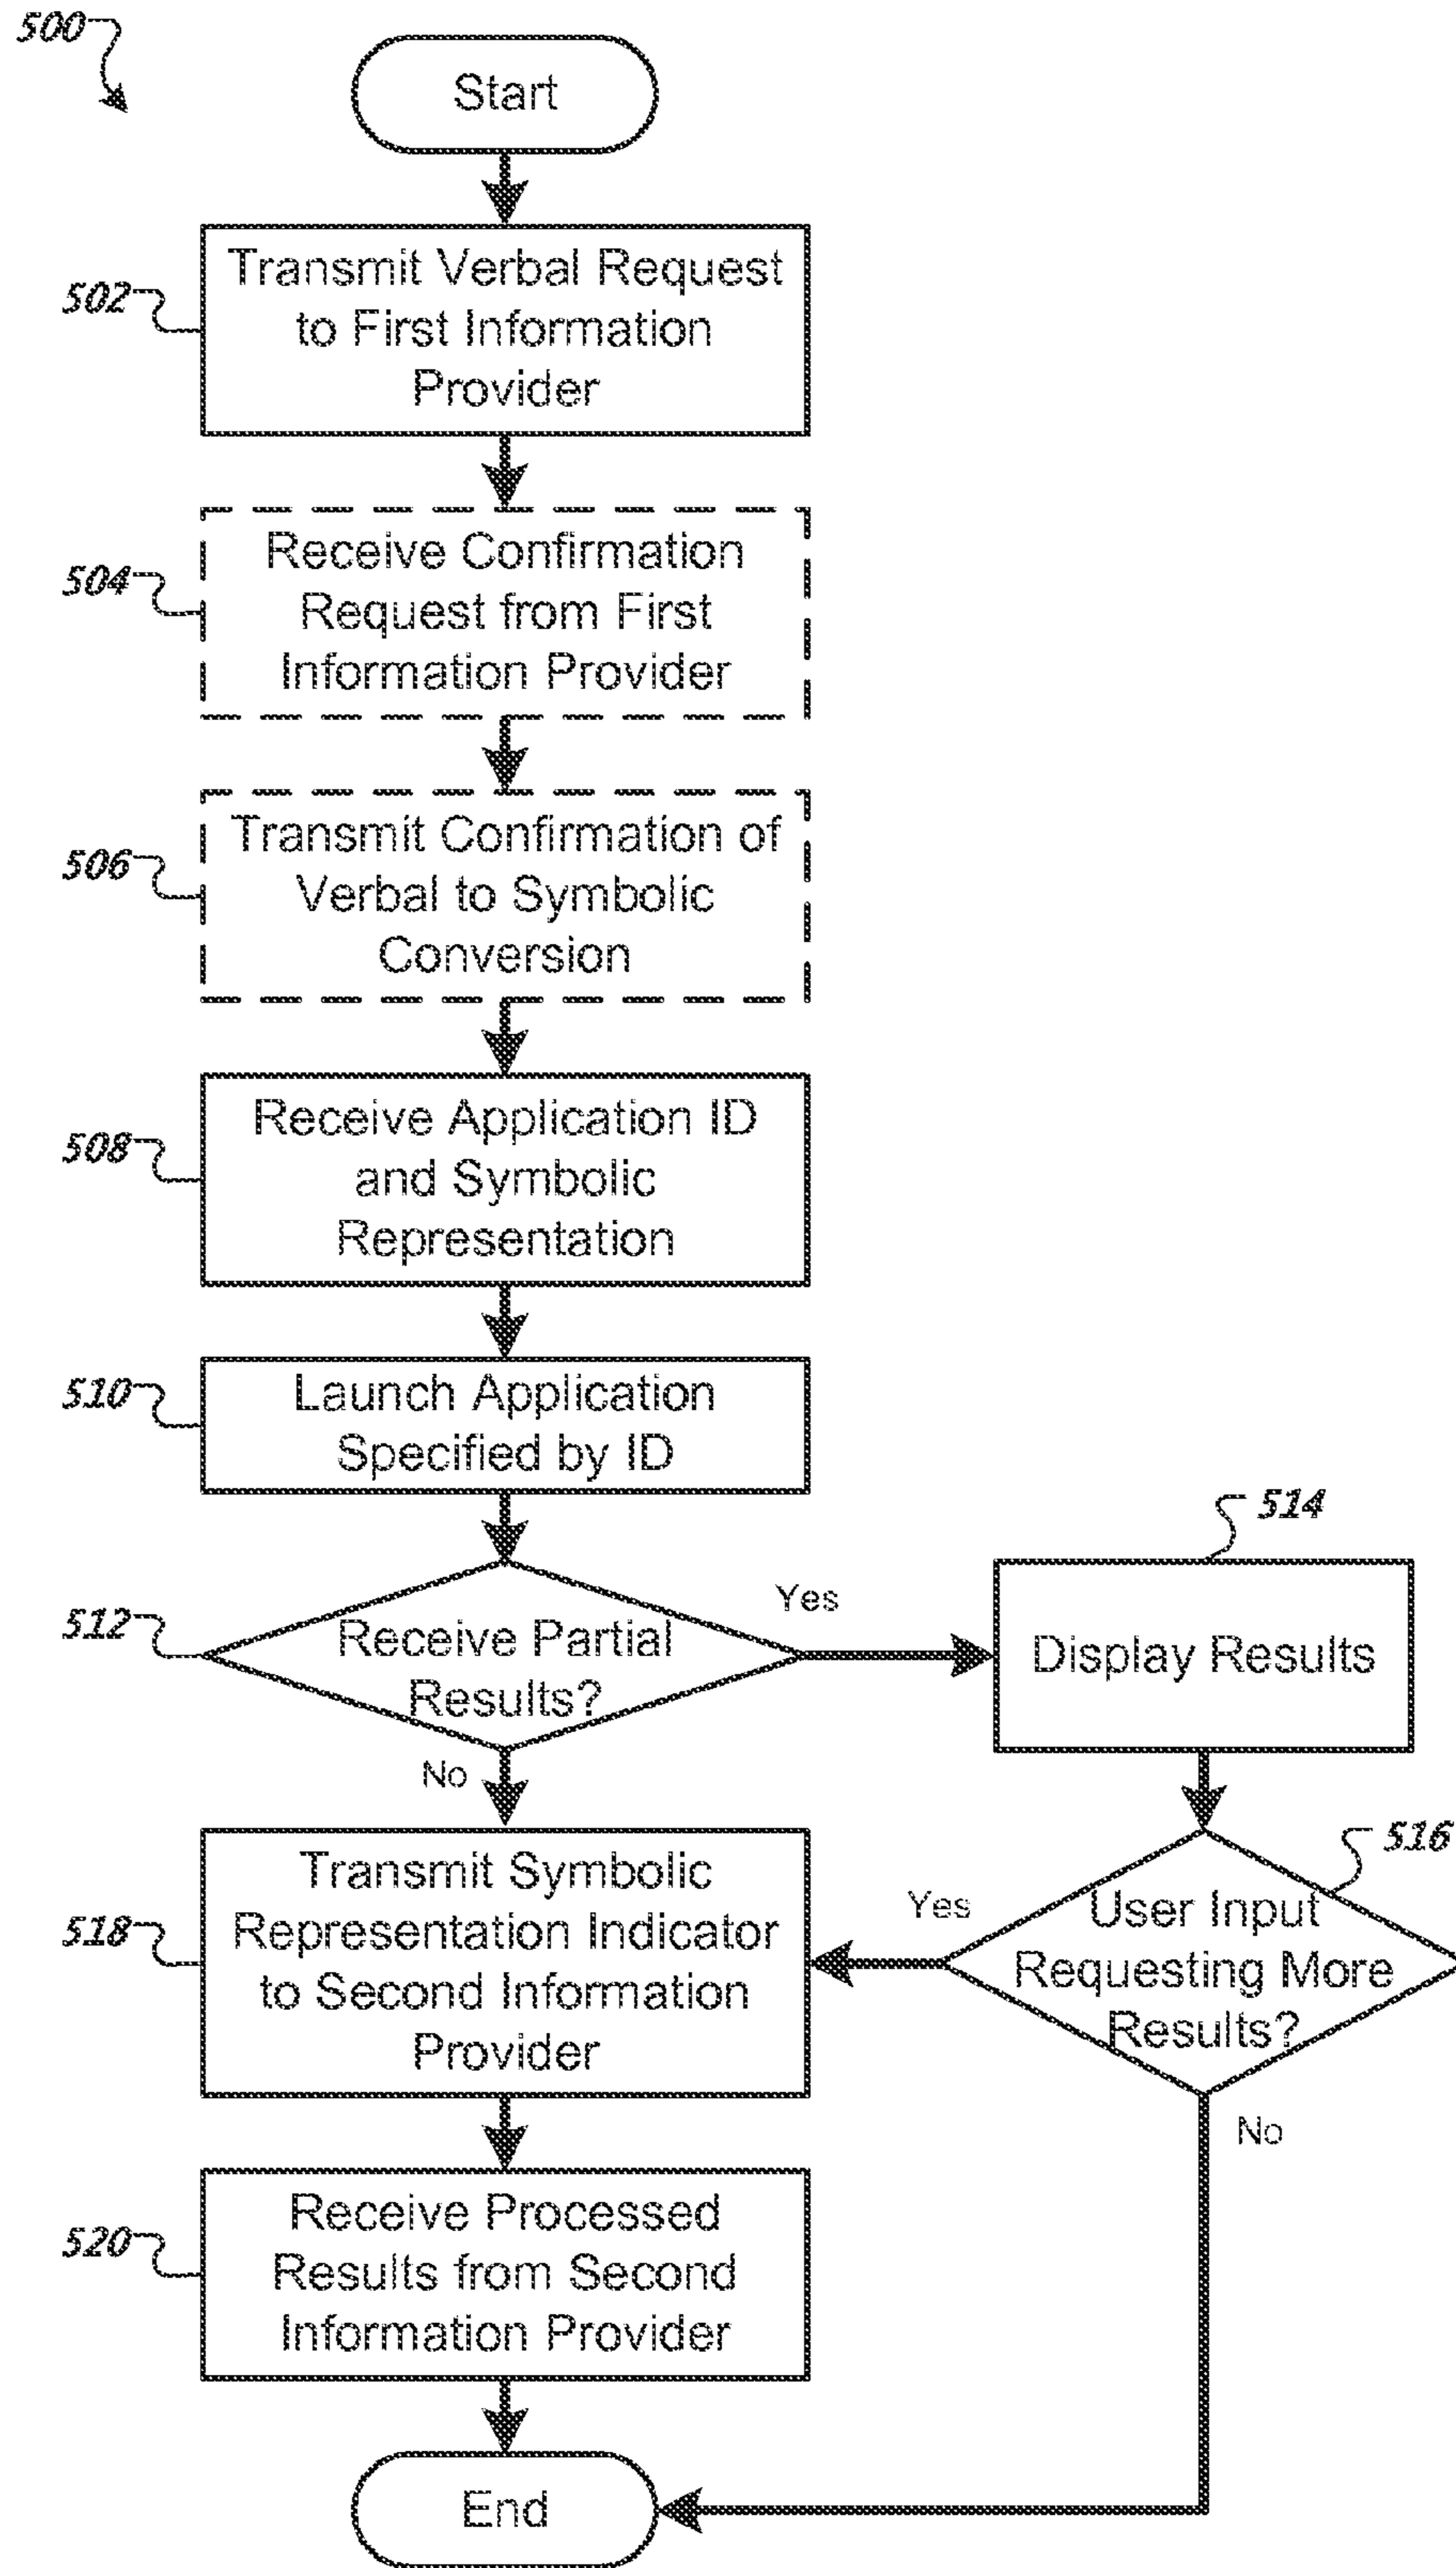 500
Start
502
Transmit Verbal Request
to First Information
Provider
504
Receive Confirmation
Request from First
Information Provider
506
Transmit Confirmation of
Verbal to Symbolic
Conversion
508
Receive Application ID
and Symbolic
Representation
510
Launch Application
Specified by ID
512
Receive Partial
Results?
Yes
No
514
Display Results
516
User Input
Requesting More
Results?
Yes
No
518
Transmit Symbolic
Representation Indicator
to Second Information
Provider
520
Receive Processed
Results from Second
Information Provider
End